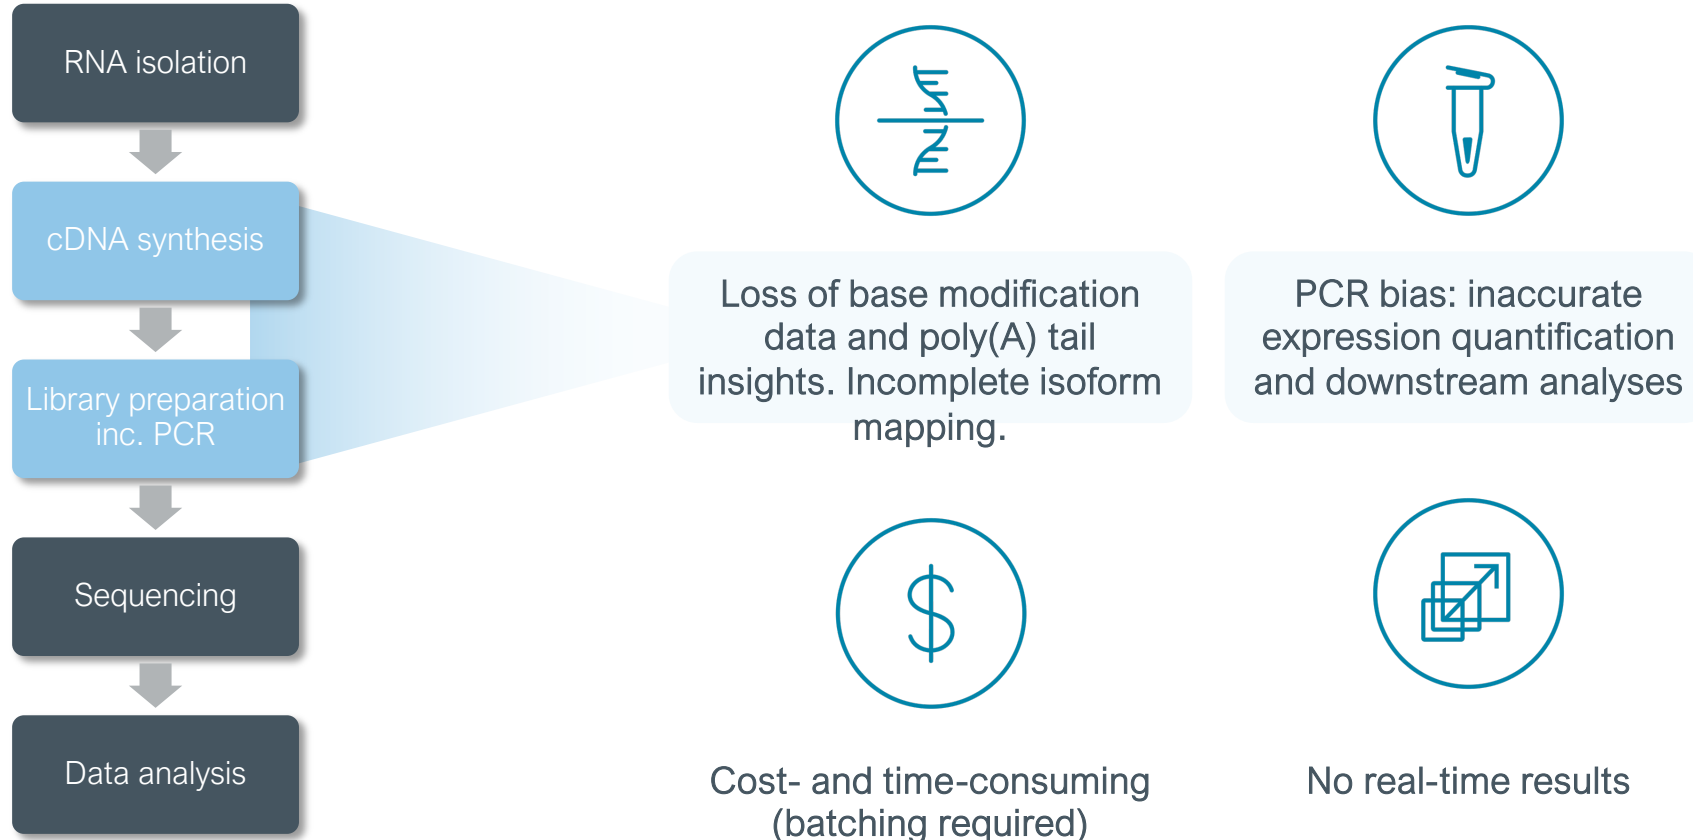 RNA isolation
cDNA synthesis
Library preparation
inc. PCR
Sequencing
Data analysis
Loss of base modification
data and poly(A) tail
insights. Incomplete isoform
mapping.
PCR bias: inaccurate
expression quantification
and downstream analyses
Cost- and time-consuming
(batching required)
No real-time results